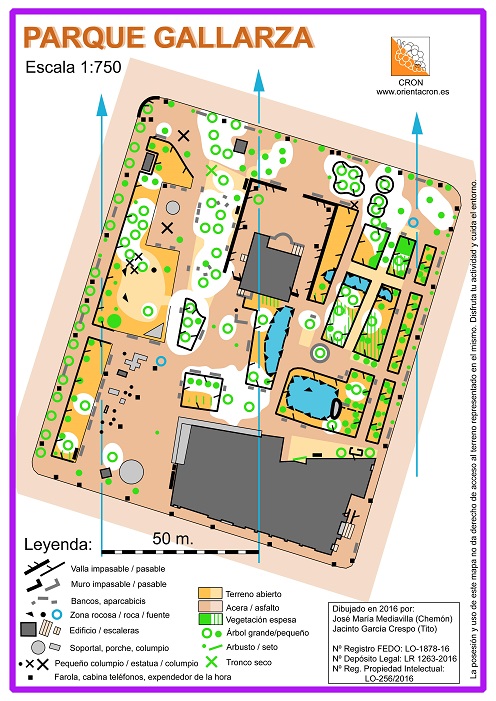 PARQUE GALLARZA
Escala 1:750
CRON
www.orientacron.es
La posesión y uso de este mapa no da derecho de acceso al terreno representado en el mismo. Disfruta tu actividad y cuida el entorno.
50 m.
Leyenda:
Valla impasable / pasable
Muro impasable / pasable
Bancos, aparcabicis
Zona rocosa / roca / fuente
Edificio / escaleras
Soportal, porche, columpio
Pequeño columpio / estatua / columpio
Farola, cabina teléfonos, expendedor de la hora
Terreno abierto
Acera / asfalto
Vegetación espesa
Árbol grande/pequeño
Arbusto / seto
Tronco seco
Dibujado en 2016 por:
José María Mediavilla (Chemón)
Jacinto Garcia Crespo (Tito)
Nº Registro FEDO: LO-1878-16
Nº Depósito Legal: LR 1263-2016
Nº Reg. Propiedad Intelectual:
LO-256/2016